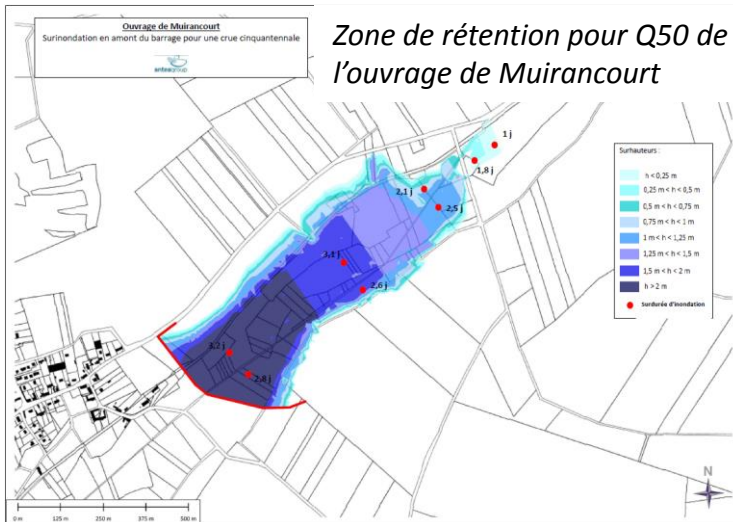 Ouvrage de Muirancourt
Surinondation en amont du barrage pour une crue cinquantennale
anteagroup
Zone de rétention pour Q50 de
l'ouvrage de Muirancourt
1 j
1,8 j
2,1 j
2,5 j
3,1 j
2,6 j
3,2 j
2,8 j
Surhauteurs :
h < 0,25 m
0,25 m < h < 0,5 m
0,5 m < h < 0,75 m
0,75 m < h < 1 m
1 m < h < 1,25 m
1,25 m < h < 1,5 m
1,5 m < h < 2 m
h > 2 m
Surdurée d'inondation
N
0 m 125 m 250 m 375 m 500 m